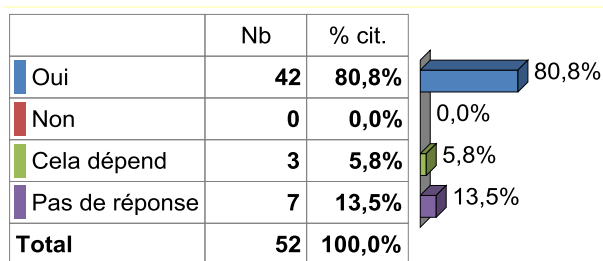 Nb % cit.
Oui 42 80,8% 80,8%
Non 0 0,0% 0,0%
Cela dépend 3 5,8% 5,8%
Pas de réponse 7 13,5% 13,5%
Total 52 100,0%